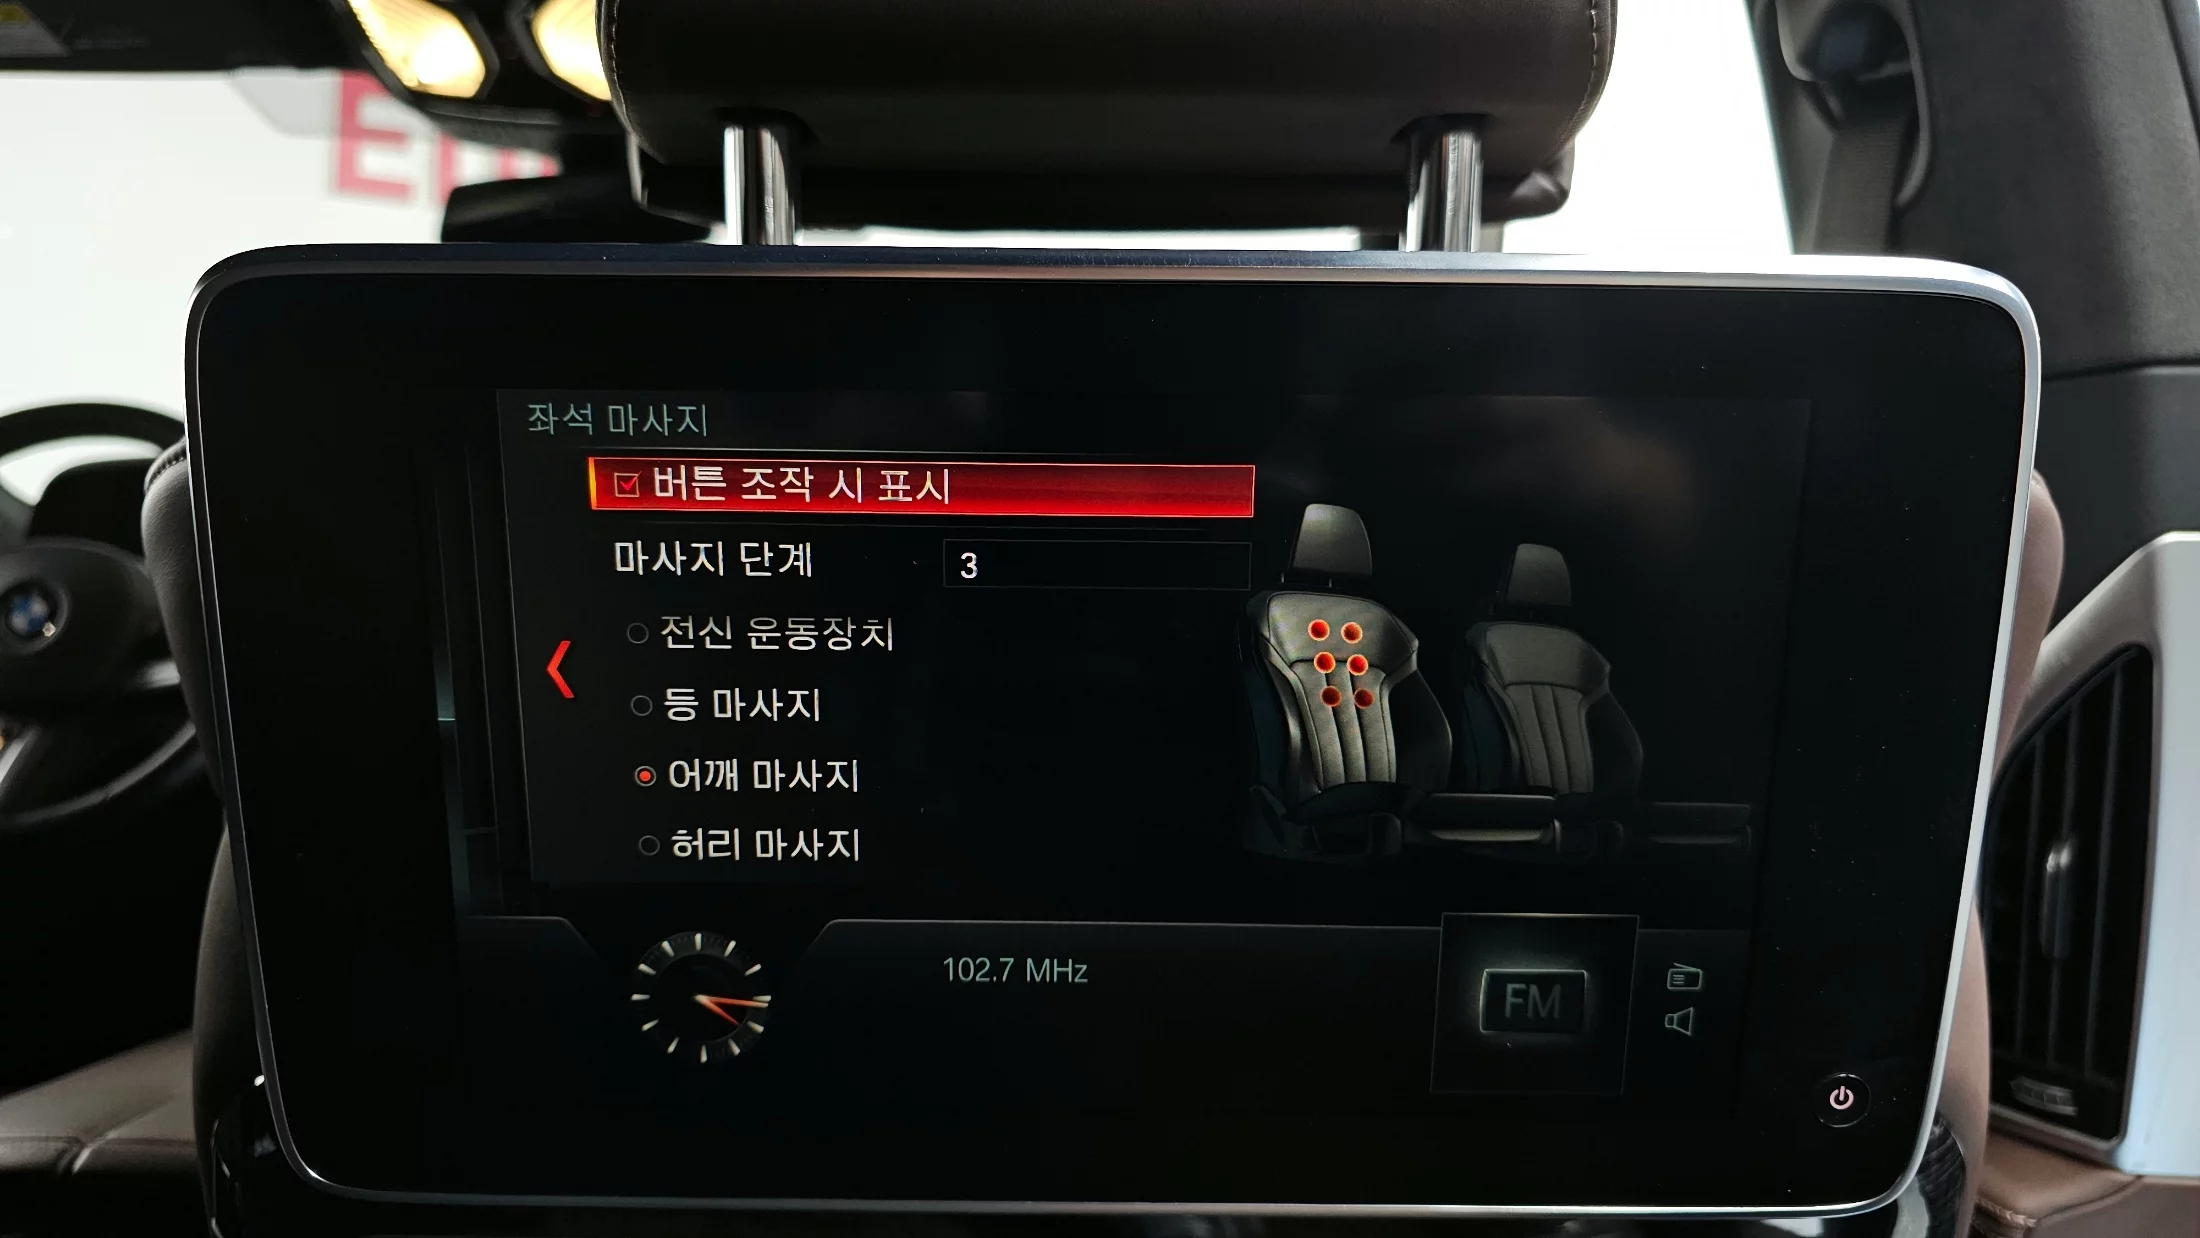 좌석 마사지
버튼 조작 시 표시
마사지 단계 3
전신 운동장치
등 마사지
어깨 마사지
허리 마사지
102.7 MHz
FM